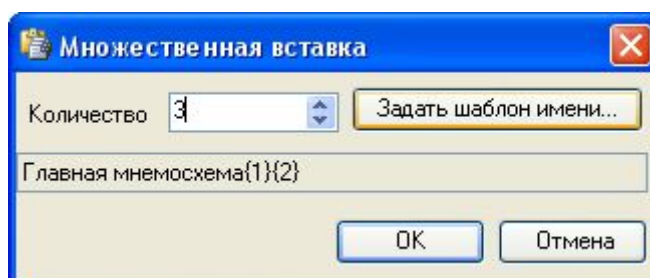 Множественная вставка
Количество 3 Задать шаблон имени...
Главная мнемосхема{1}{2}
OK Отмена